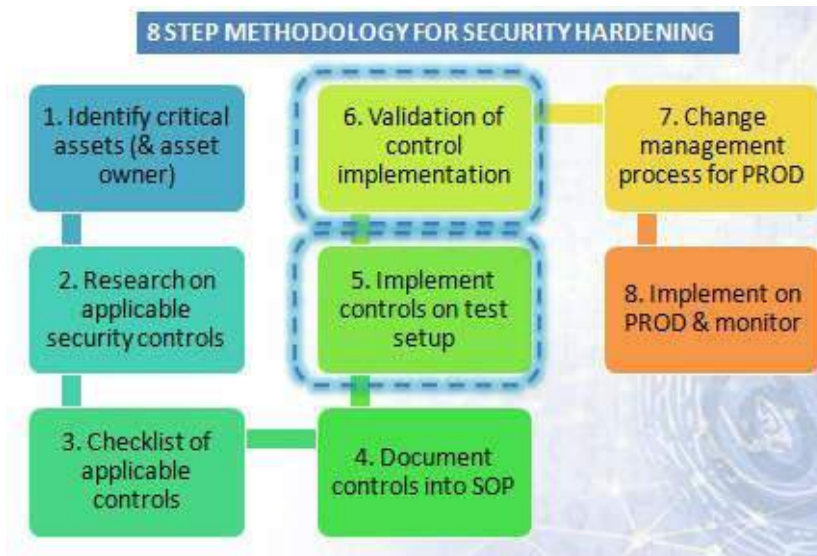 8 STEP METHODOLOGY FOR SECURITY HARDENING
1. Identify critical
assets (& asset
owner)
2. Research on
applicable
security controls
3. Checklist of
applicable
controls
4. Document
controls into SOP
5. Implement
controls on test
setup
6. Validation of
control
implementation
7. Change
management
process for PROD
8. Implement on
PROD & monitor